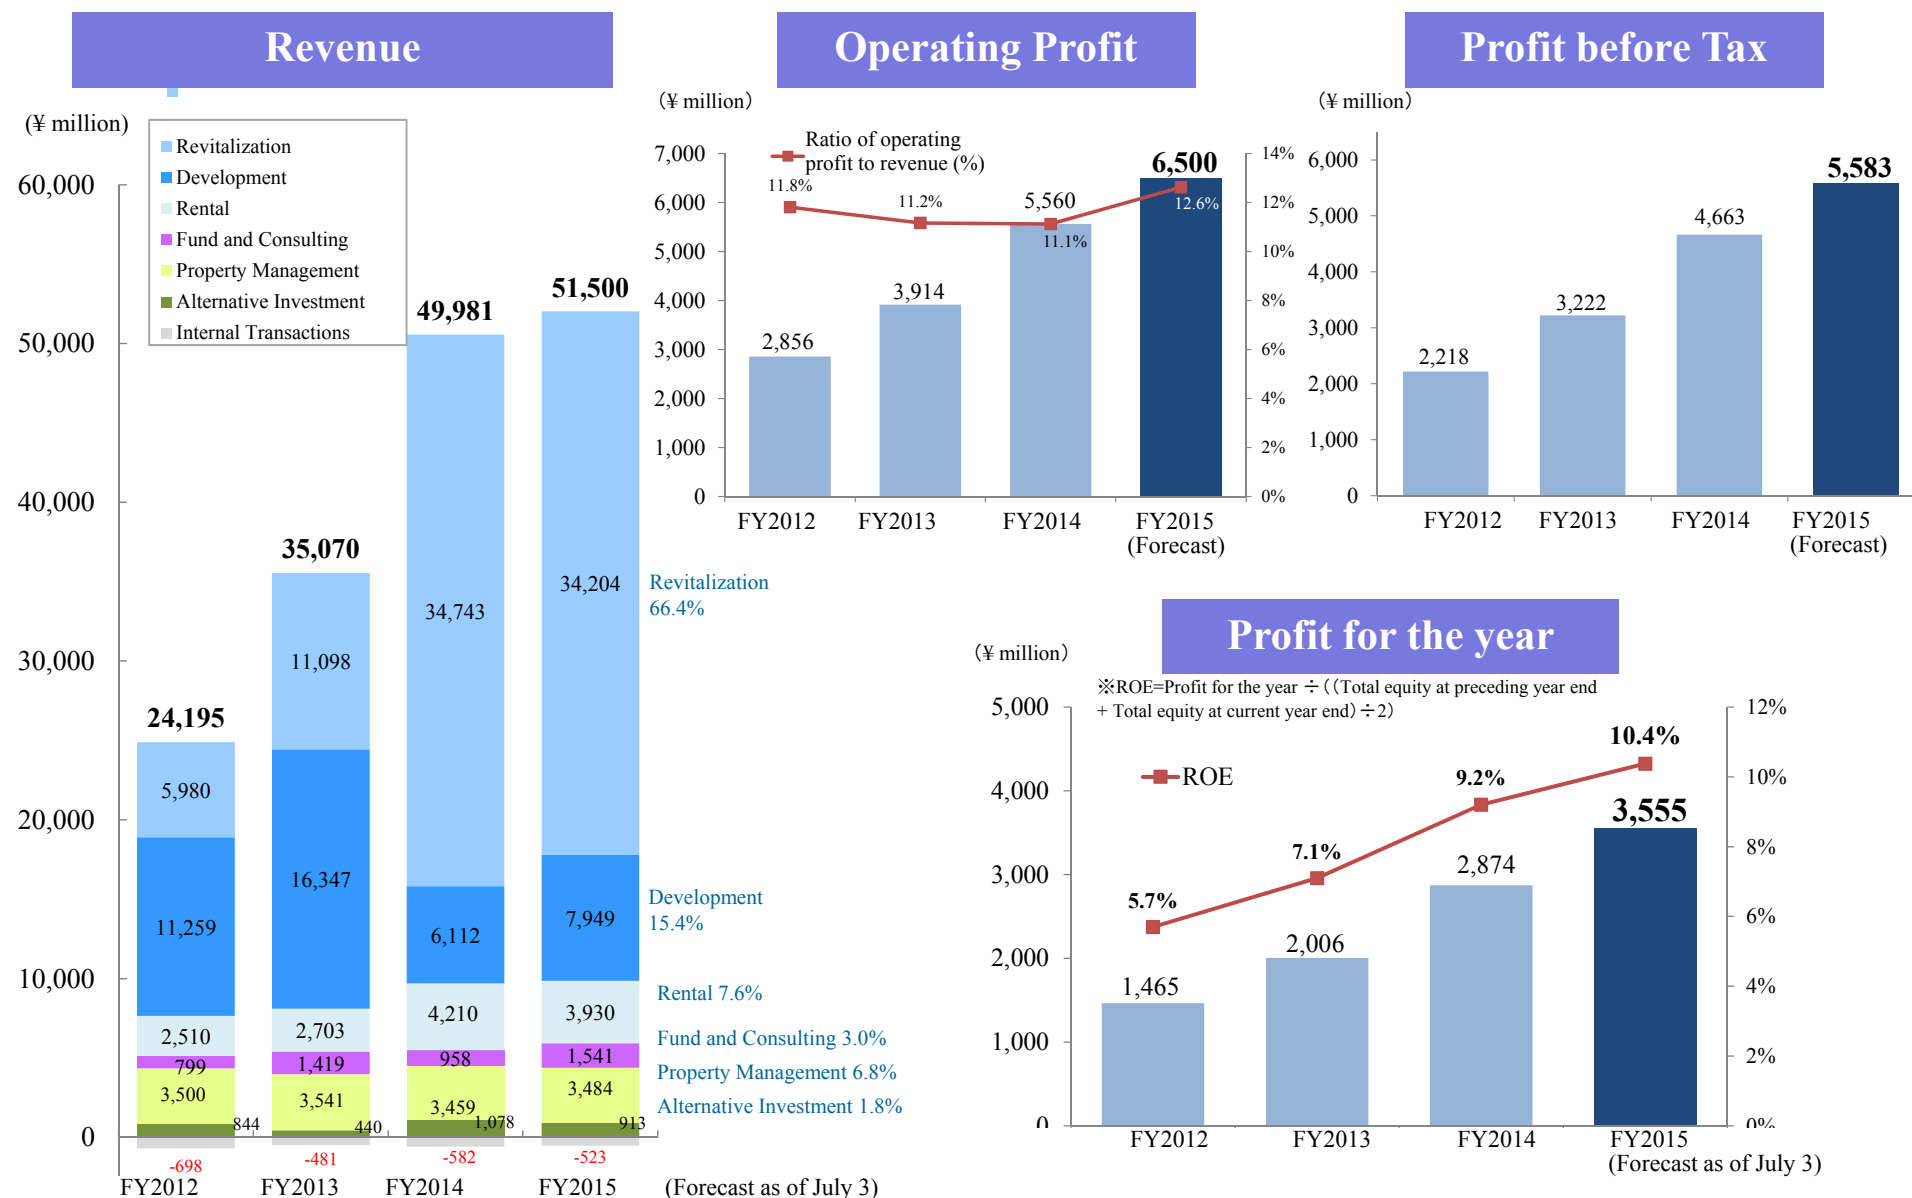 Revenue
(¥ million)
Revitalization
Development
Rental
Fund and Consulting
Property Management
Alternative Investment
Internal Transactions
60,000
50,000
40,000
30,000
20,000
10,000
0
24,195
5,980
11,259
2,510
799
3,500
844
-698
FY2012
35,070
11,098
16,347
2,703
1,419
3,541
440
-481
FY2013
49,981
34,743
6,112
4,210
958
3,459
1,078
-582
FY2014
51,500
34,204
7,949
3,930
1,541
3,484
913
-523
FY2015
(Forecast as of July 3)
Revitalization
66.4%
Development
15.4%
Rental 7.6%
Fund and Consulting 3.0%
Property Management 6.8%
Alternative Investment 1.8%
Operating Profit
(¥ million)
Ratio of operating
profit to revenue (%)
7,000
6,000
5,000
4,000
3,000
2,000
1,000
0
14%
12%
10%
8%
6%
4%
2%
0%
11.8%
11.2%
11.1%
12.6%
2,856
3,914
5,560
6,500
FY2012
FY2013
FY2014
FY2015
(Forecast)
Profit before Tax
(¥ million)
6,000
5,000
4,000
3,000
2,000
1,000
0
2,218
3,222
4,663
5,583
FY2012
FY2013
FY2014
FY2015
(Forecast)
Profit for the year
(¥ million)
※ROE=Profit for the year ÷((Total equity at preceding year end
+ Total equity at current year end)÷2)
ROE
5,000
4,000
3,000
2,000
1,000
0
12%
10%
8%
6%
4%
2%
0%
5.7%
7.1%
9.2%
10.4%
1,465
2,006
2,874
3,555
FY2012
FY2013
FY2014
FY2015
(Forecast as of July 3)